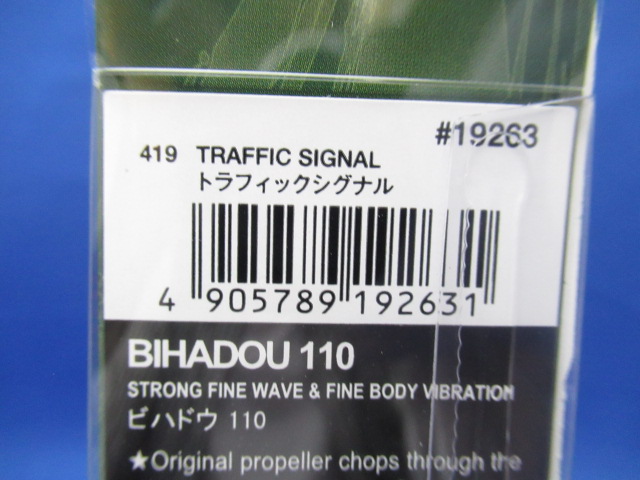 #19263
419 TRAFFIC SIGNAL
トラフィックシグナル
4 905789 192631
BIHADOU 110
STRONG FINE WAVE & FINE BODY VIBRATION
ビハドウ 110
★Original propeller chops through the